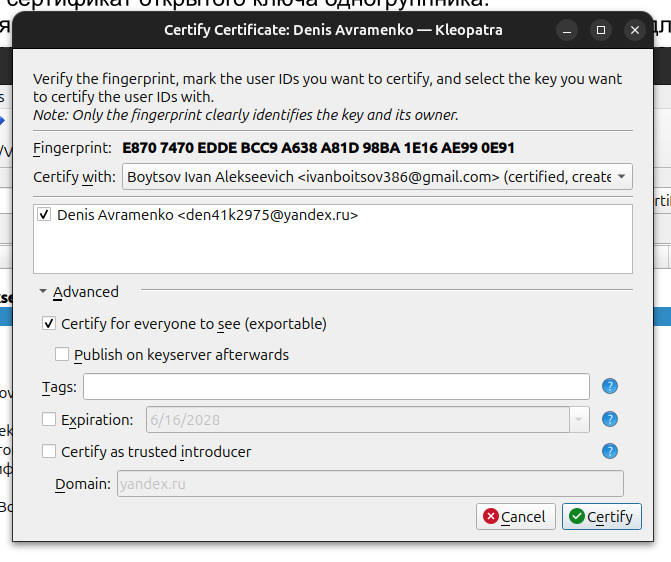 сертификат открытого ключа одногруппника.
Certify Certificate: Denis Avramenko — Kleopatra
Verify the fingerprint, mark the user IDs you want to certify, and select the key you want
to certify the user IDs with.
Note: Only the fingerprint clearly identifies the key and its owner.
Fingerprint: E870 7470 EDDE BCC9 A638 A81D 98BA 1E16 AE99 0E91
Certify with: Boytsov Ivan Alekseevich <ivanboitsov386@gmail.com> (certified, create
Denis Avramenko <den41k2975@yandex.ru>
Advanced
Certify for everyone to see (exportable)
Publish on keyserver afterwards
Tags:
Expiration: 6/16/2028
Certify as trusted introducer
Domain: yandex.ru
Cancel Certify